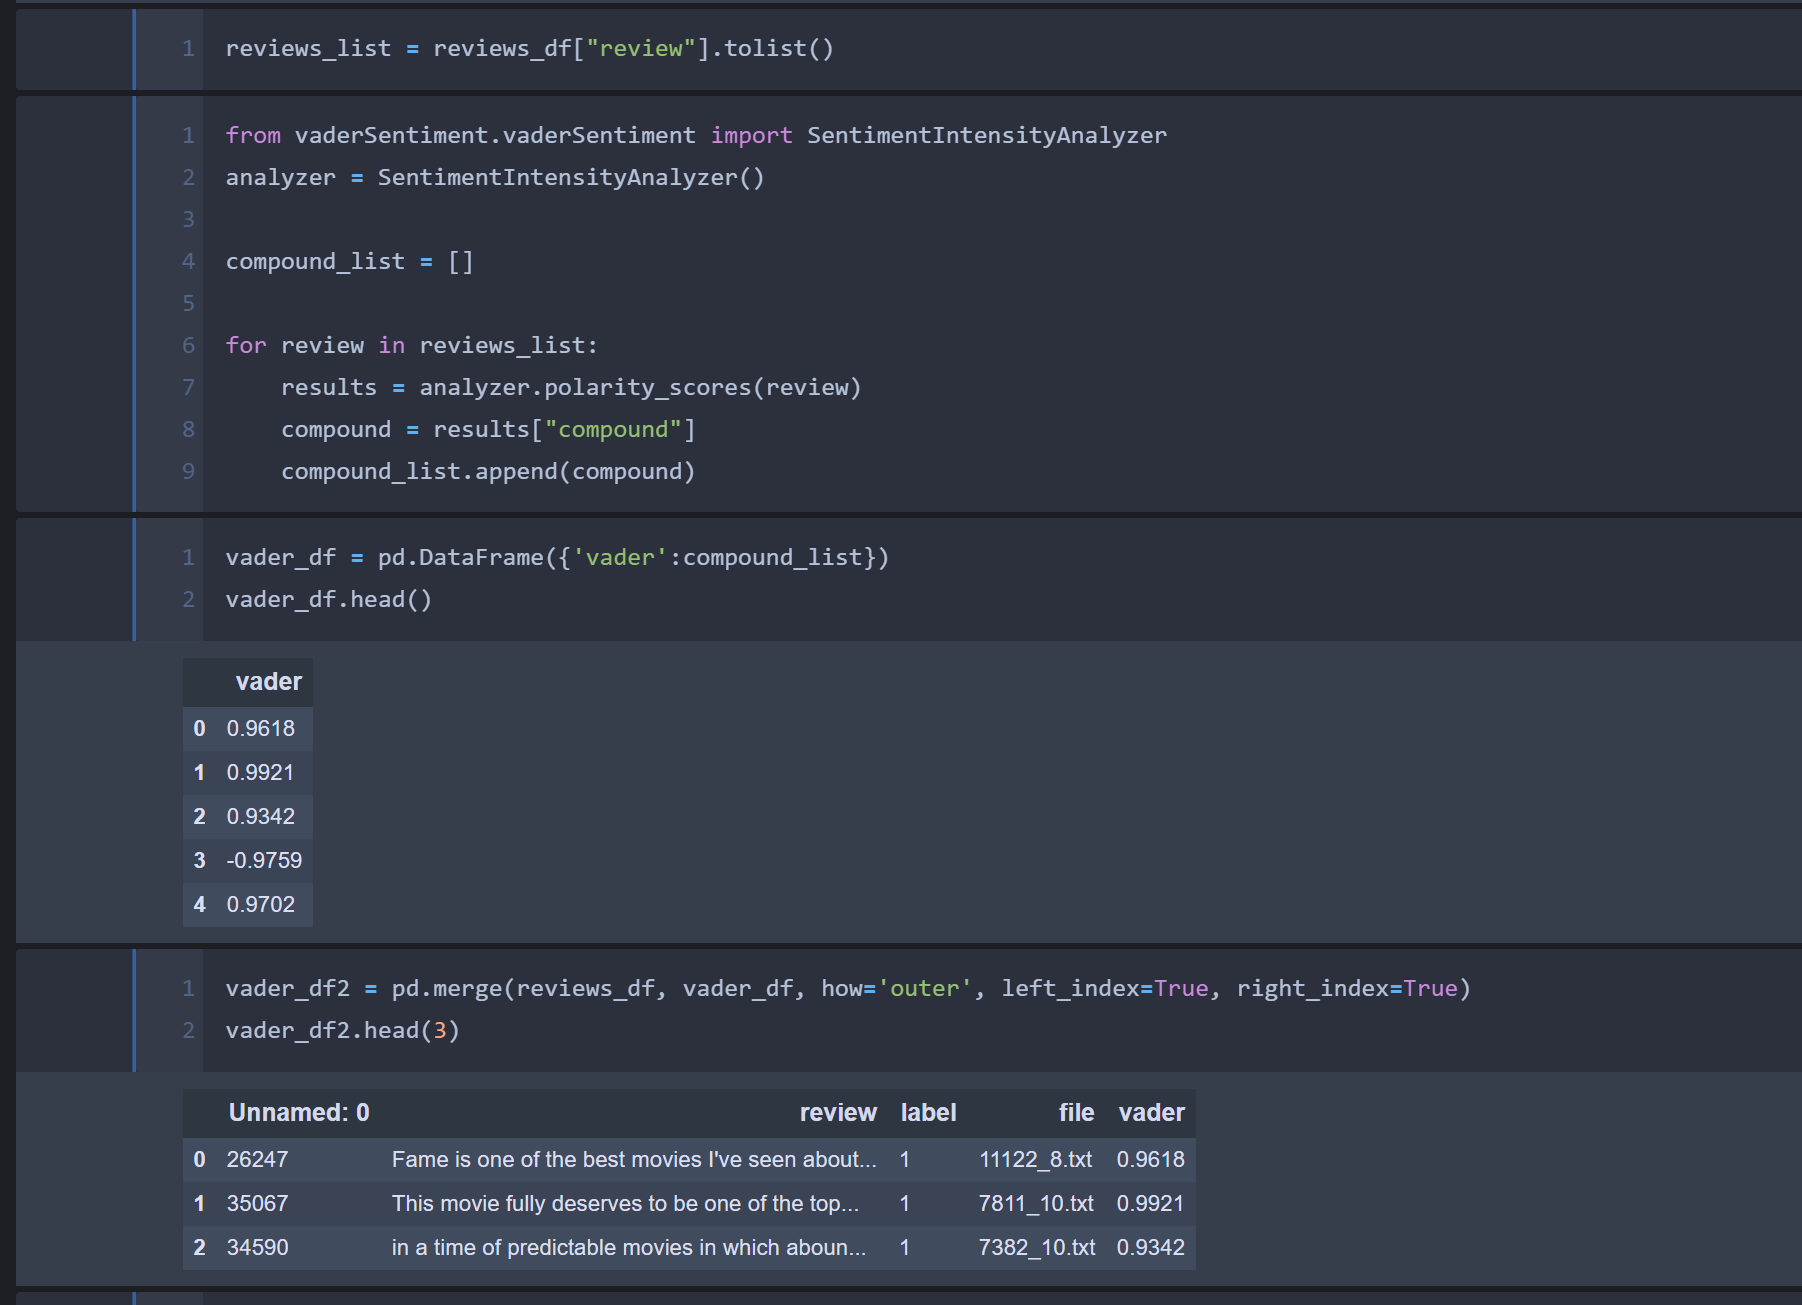 1 reviews_list = reviews_df["review"].tolist()
1 from vaderSentiment.vaderSentiment import SentimentIntensityAnalyzer
2 analyzer = SentimentIntensityAnalyzer()
3
4 compound_list = []
5
6 for review in reviews_list:
7     results = analyzer.polarity_scores(review)
8     compound = results["compound"]
9     compound_list.append(compound)
1 vader_df = pd.DataFrame({'vader':compound_list})
2 vader_df.head()
vader
0 0.9618
1 0.9921
2 0.9342
3 -0.9759
4 0.9702
1 vader_df2 = pd.merge(reviews_df, vader_df, how='outer', left_index=True, right_index=True)
2 vader_df2.head(3)
Unnamed: 0 review label file vader
0 26247 Fame is one of the best movies I've seen about... 1 11122_8.txt 0.9618
1 35067 This movie fully deserves to be one of the top... 1 7811_10.txt 0.9921
2 34590 in a time of predictable movies in which aboun... 1 7382_10.txt 0.9342